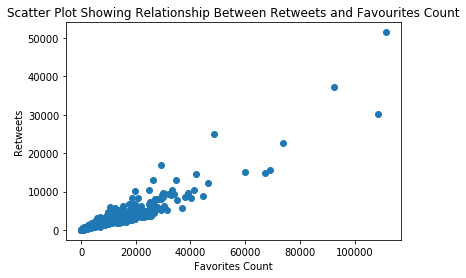 Scatter Plot Showing Relationship Between Retweets and Favourites Count
50000
40000
30000
20000
10000
0
Retweets
0 20000 40000 60000 80000 100000
Favorites Count